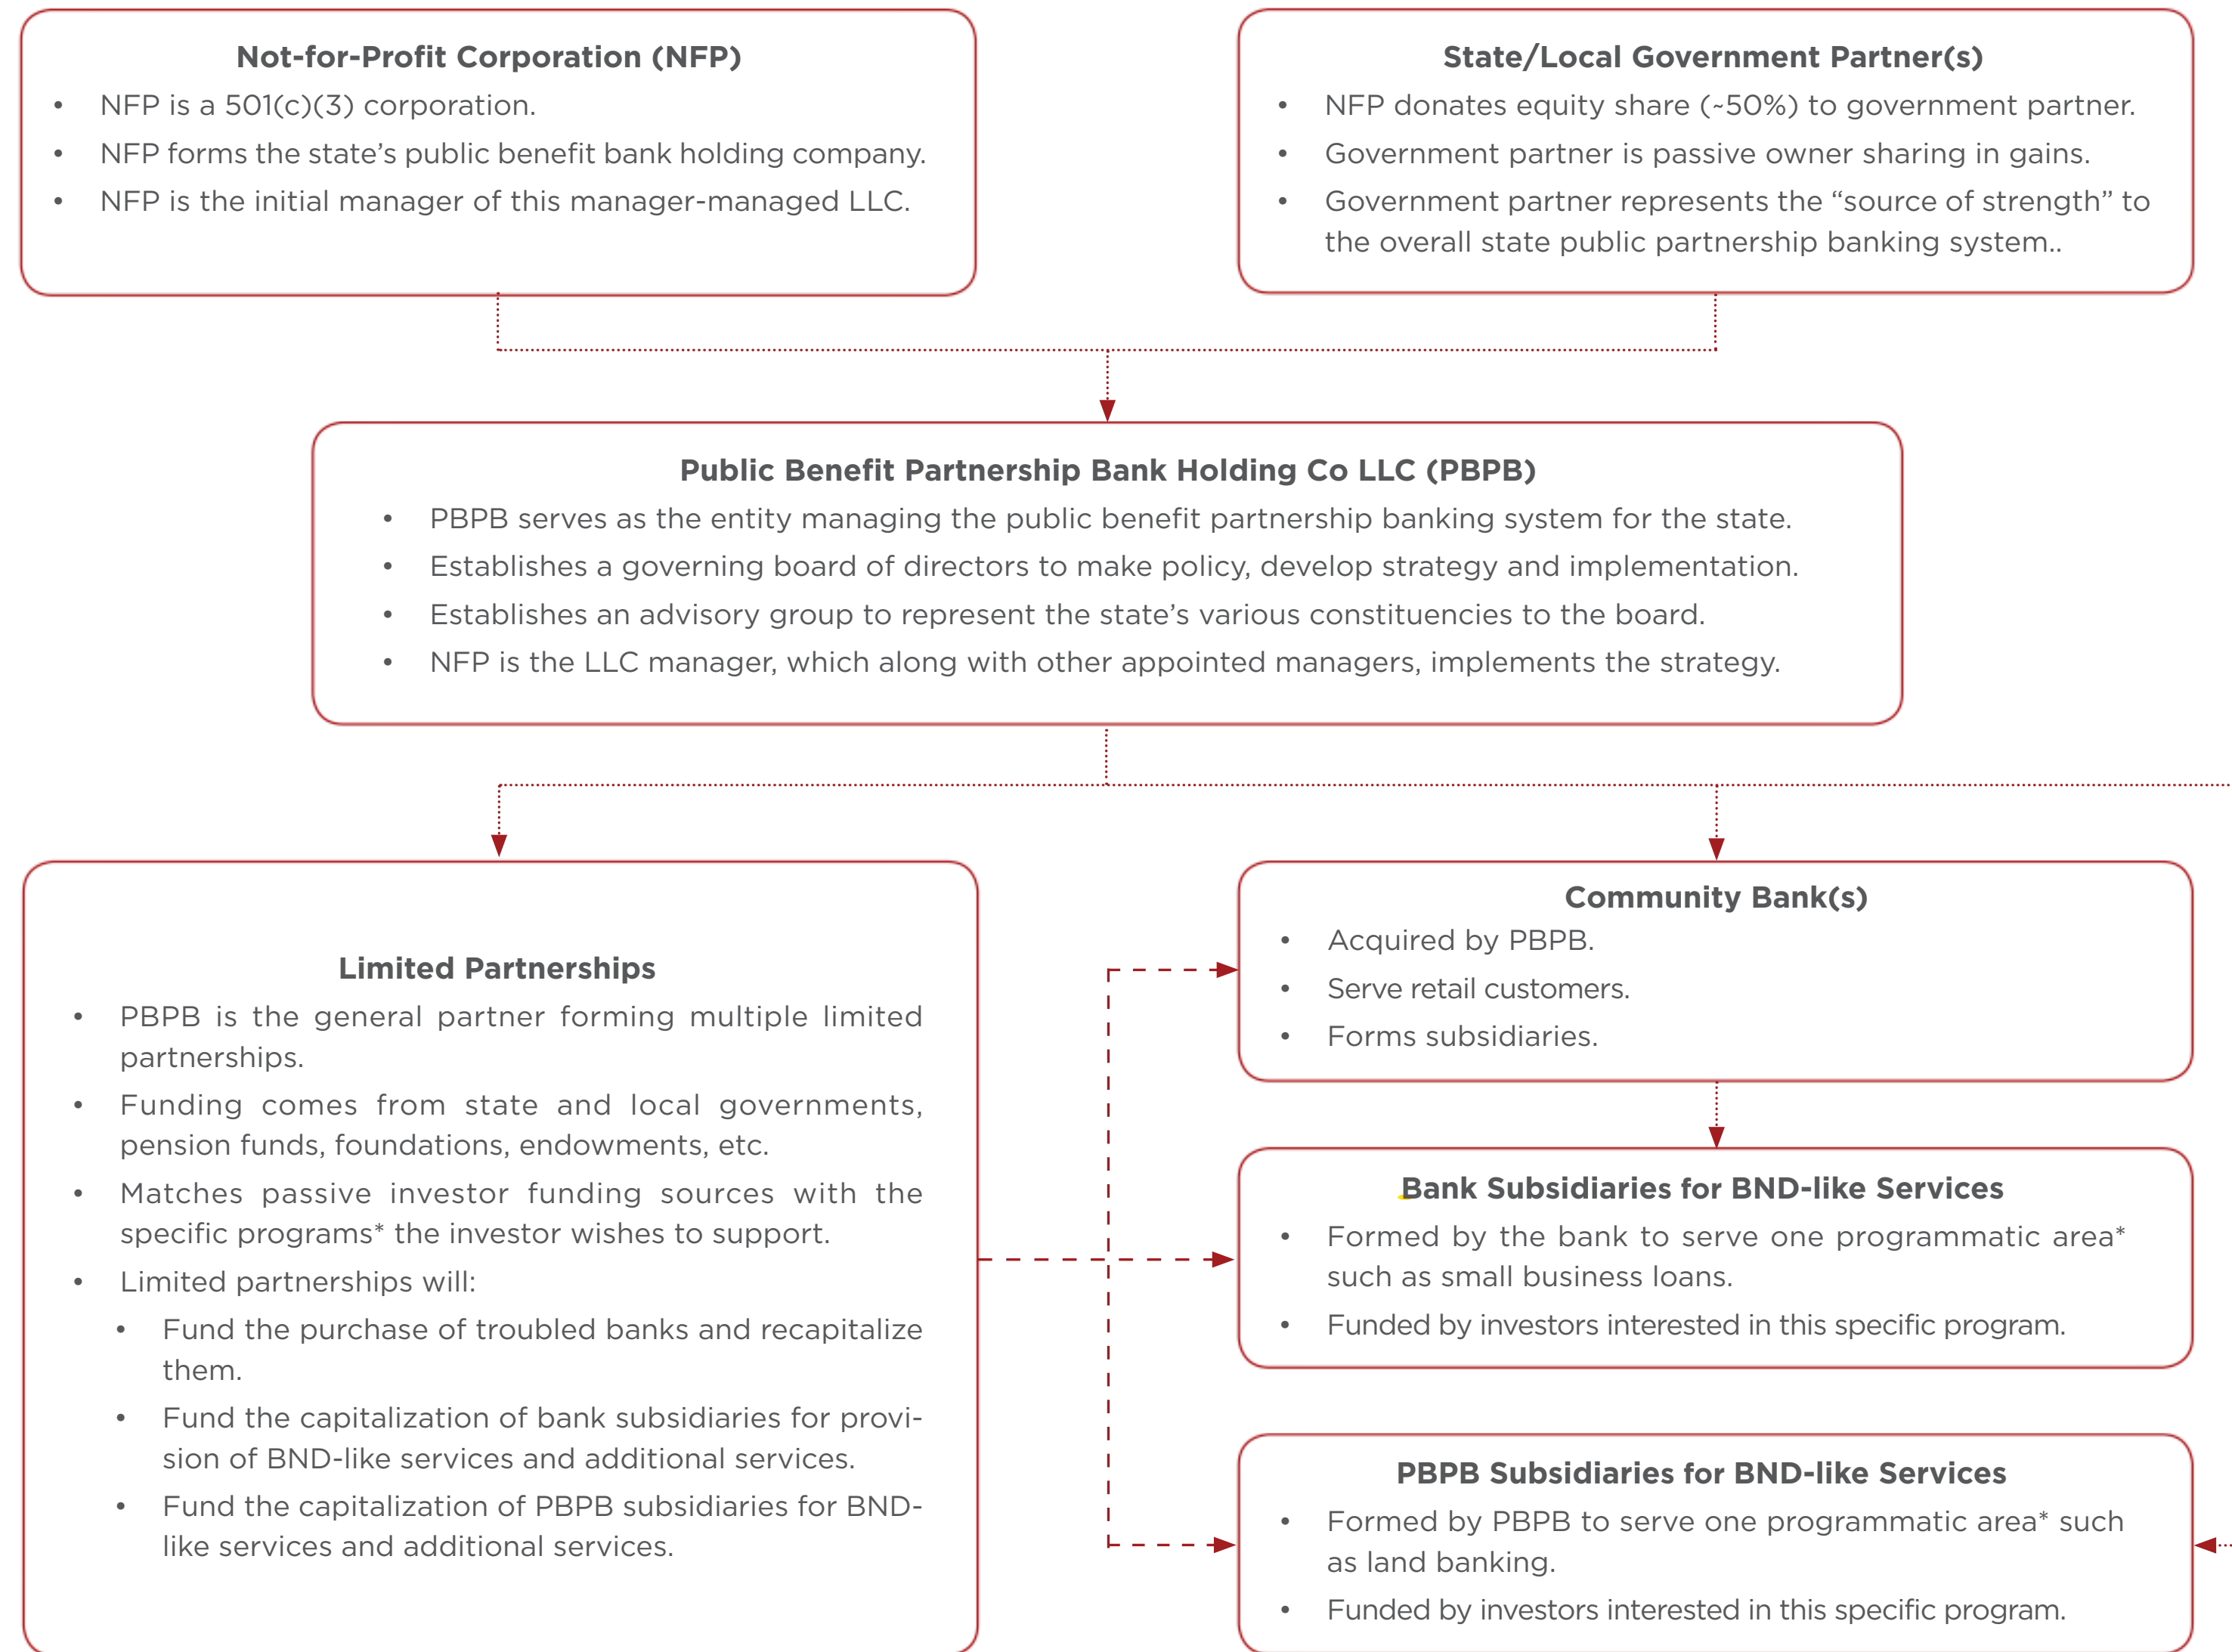 Not-for-Profit Corporation (NFP)
• NFP is a 501(c)(3) corporation.
• NFP forms the state’s public benefit bank holding company.
• NFP is the initial manager of this manager-managed LLC.
State/Local Government Partner(s)
• NFP donates equity share (~50%) to government partner.
• Government partner is passive owner sharing in gains.
• Government partner represents the “source of strength” to
the overall state public partnership banking system..
Public Benefit Partnership Bank Holding Co LLC (PBPB)
• PBPB serves as the entity managing the public benefit partnership banking system for the state.
• Establishes a governing board of directors to make policy, develop strategy and implementation.
• Establishes an advisory group to represent the state’s various constituencies to the board.
• NFP is the LLC manager, which along with other appointed managers, implements the strategy.
Limited Partnerships
• PBPB is the general partner forming multiple limited
partnerships.
• Funding comes from state and local governments,
pension funds, foundations, endowments, etc.
• Matches passive investor funding sources with the
specific programs* the investor wishes to support.
• Limited partnerships will:
• Fund the purchase of troubled banks and recapitalize
them.
• Fund the capitalization of bank subsidiaries for provi-
sion of BND-like services and additional services.
• Fund the capitalization of PBPB subsidiaries for BND-
like services and additional services.
Community Bank(s)
• Acquired by PBPB.
• Serve retail customers.
• Forms subsidiaries.
Bank Subsidiaries for BND-like Services
• Formed by the bank to serve one programmatic area*
such as small business loans.
• Funded by investors interested in this specific program.
PBPB Subsidiaries for BND-like Services
• Formed by PBPB to serve one programmatic area* such
as land banking.
• Funded by investors interested in this specific program.